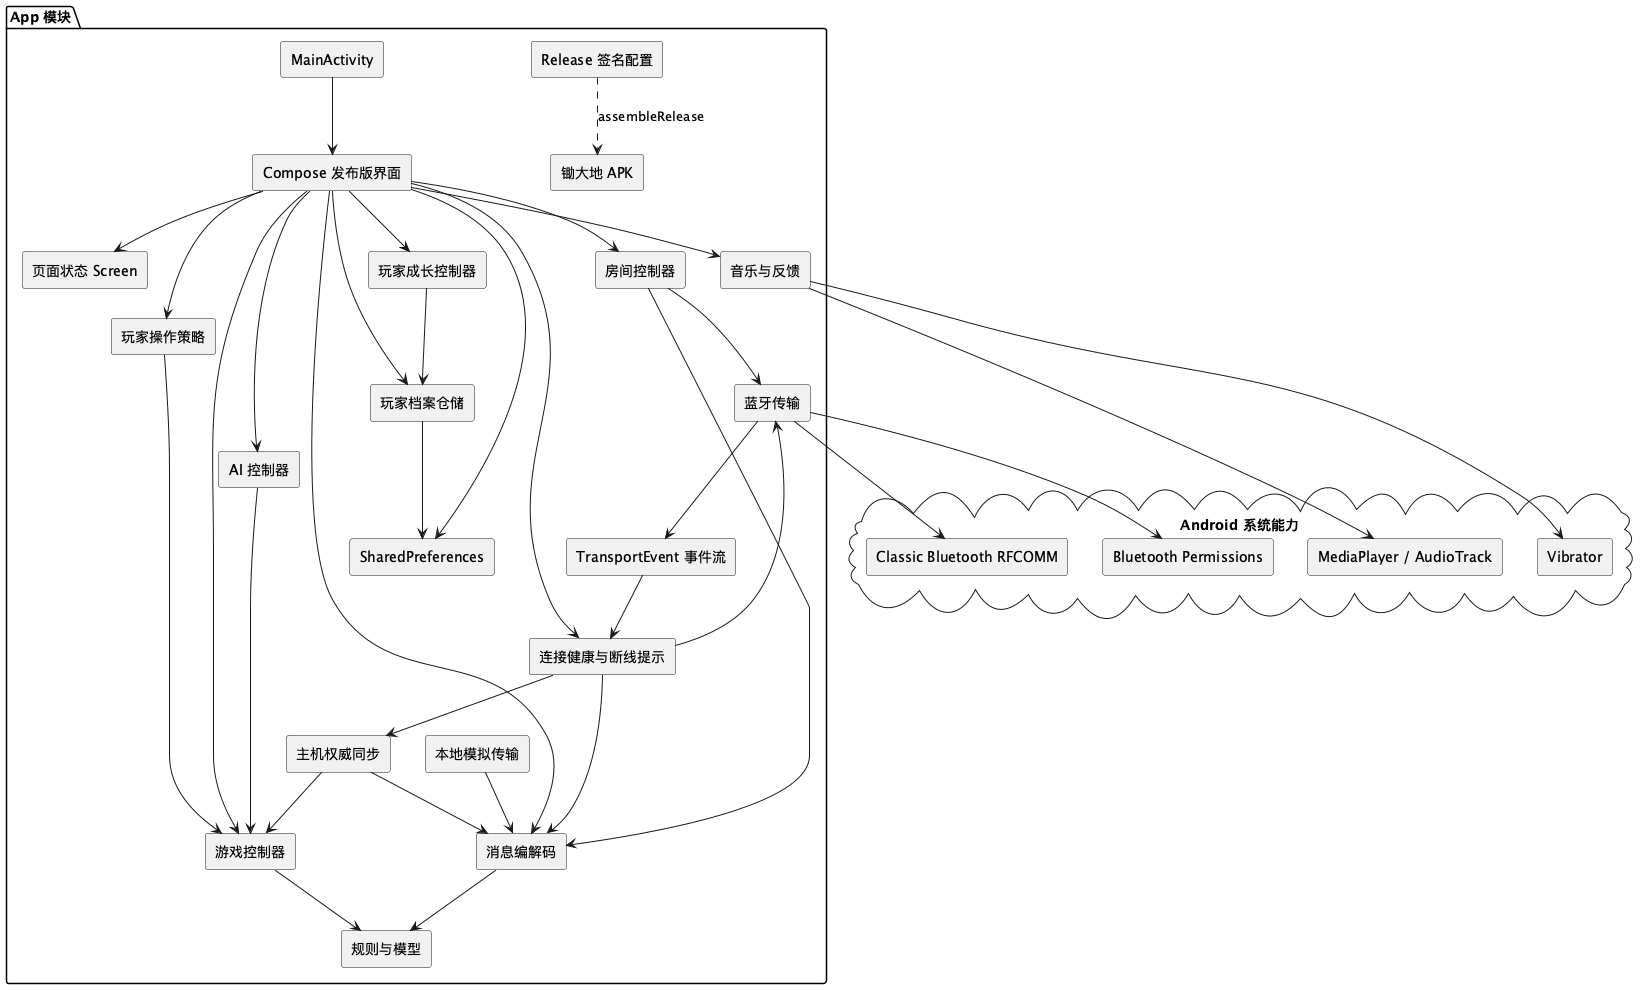 App 模块
MainActivity
Release 签名配置
assembleRelease
Compose 发布版界面
锄大地 APK
页面状态 Screen
玩家成长控制器
房间控制器
音乐与反馈
玩家操作策略
玩家档案仓储
蓝牙传输
AI 控制器
Android 系统能力
SharedPreferences
TransportEvent 事件流
Classic Bluetooth RFCOMM
Bluetooth Permissions
MediaPlayer / AudioTrack
Vibrator
连接健康与断线提示
主机权威同步
本地模拟传输
游戏控制器
消息编解码
规则与模型